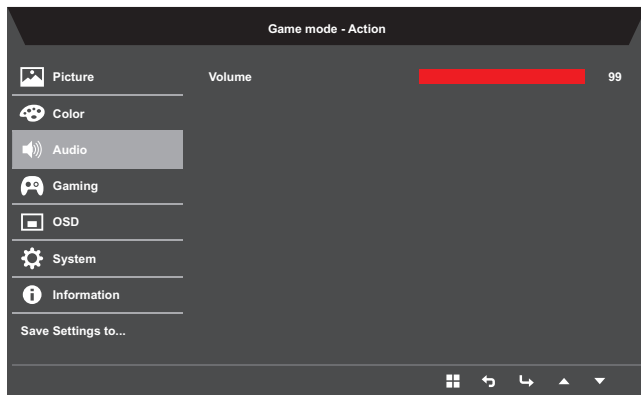 Game mode - Action
Picture
Volume 99
Color
Audio
Gaming
OSD
System
Information
Save Settings to...